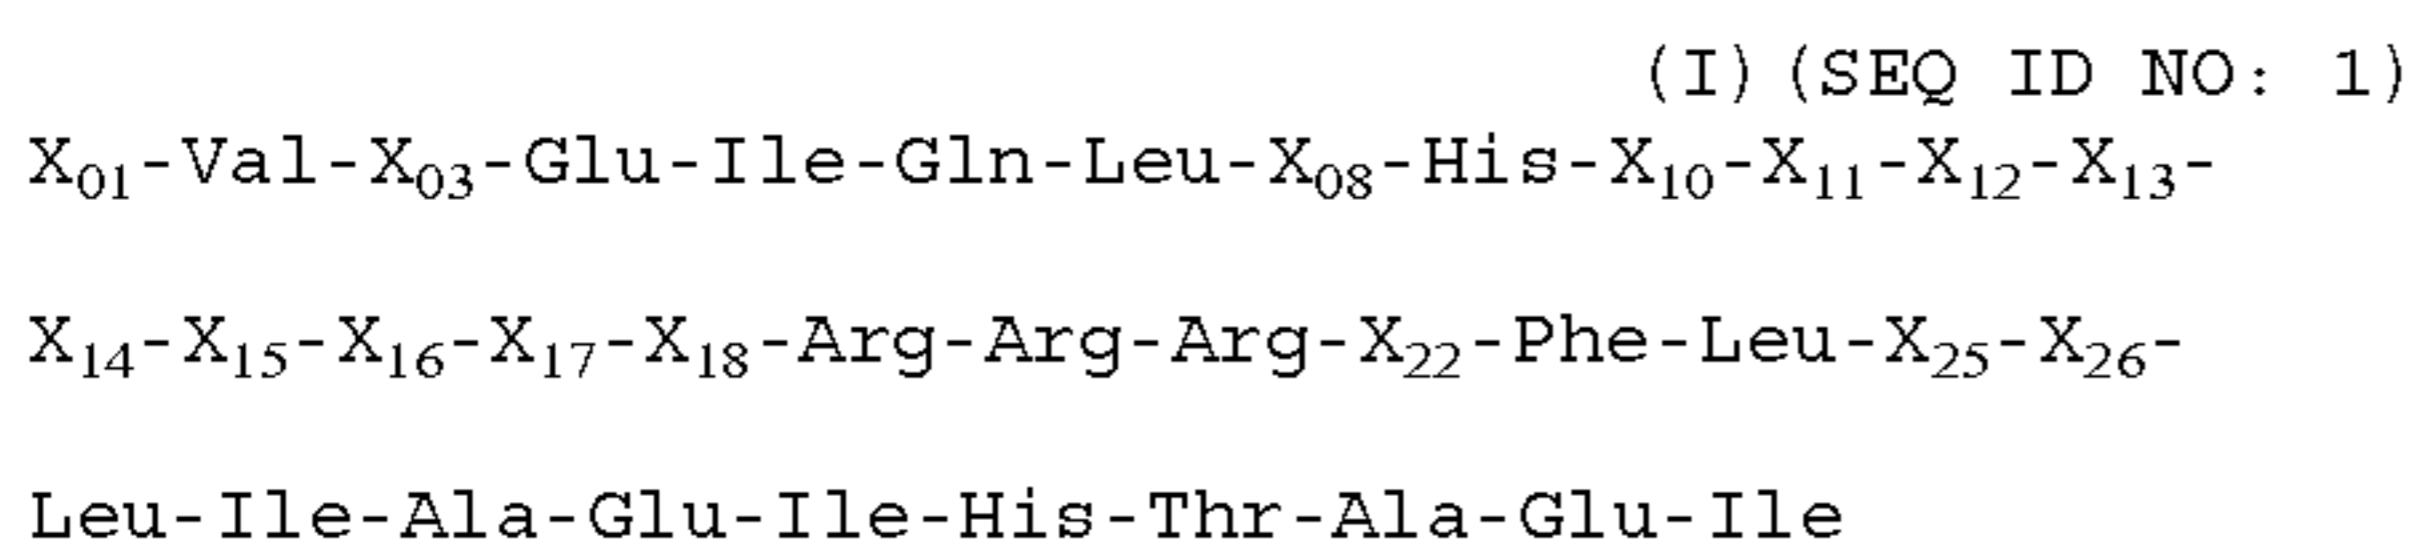 (I)(SEQ ID NO: 1)
X₀₁-Val-X₀₃-Glu-Ile-Gln-Leu-X₀₈-His-X₁₀-X₁₁-X₁₂-X₁₃-
X₁₄-X₁₅-X₁₆-X₁₇-X₁₈-Arg-Arg-Arg-X₂₂-Phe-Leu-X₂₅-X₂₆-
Leu-Ile-Ala-Glu-Ile-His-Thr-Ala-Glu-Ile